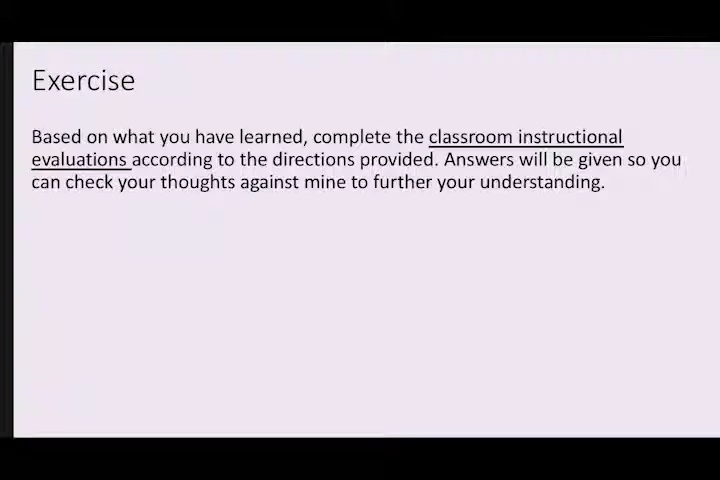 Exercise
Based on what you have learned, complete the classroom instructional
evaluations according to the directions provided. Answers will be given so you
can check your thoughts against mine to further your understanding.